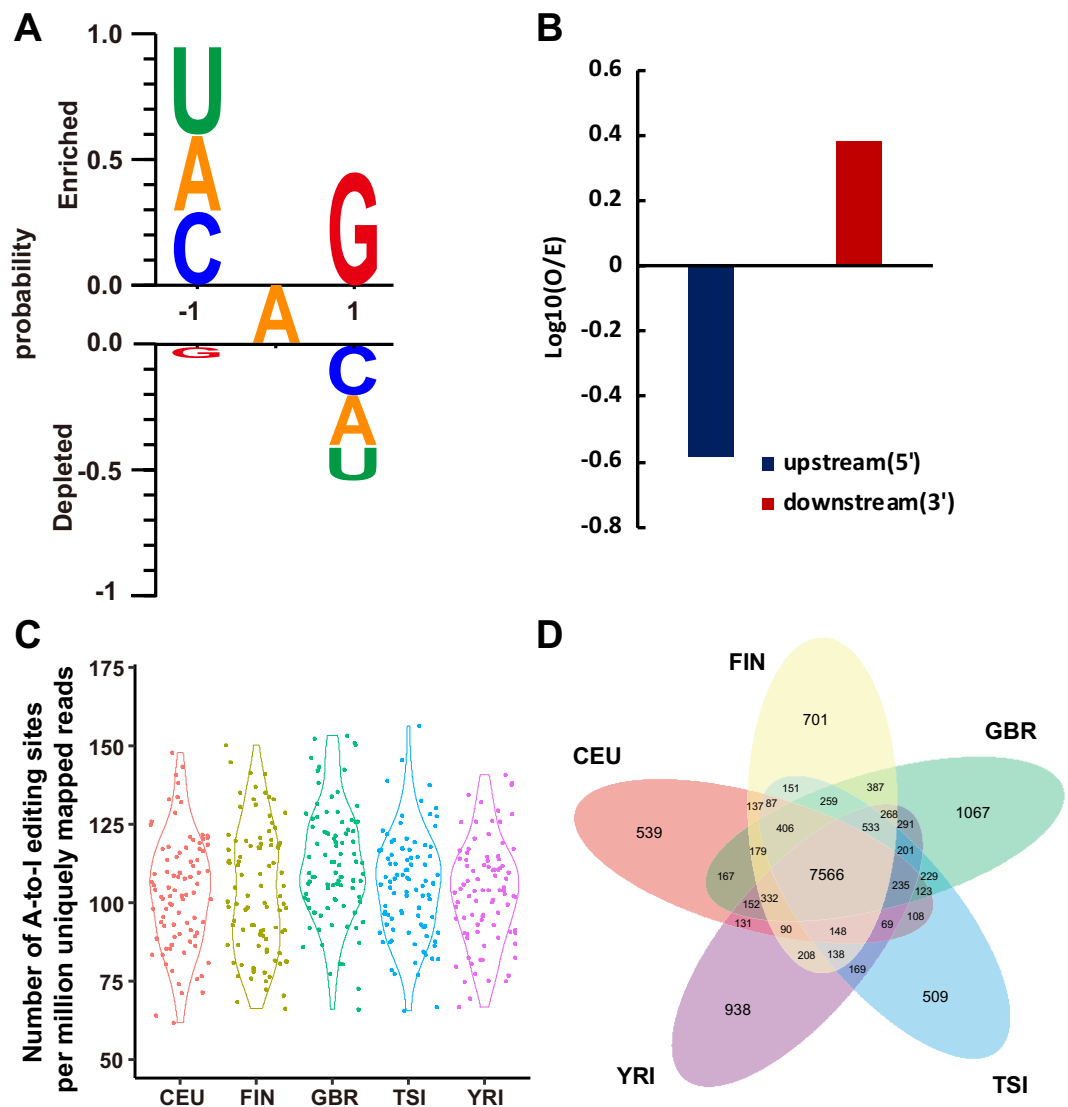 A
1.0
0.5
0.0
0.0
-0.5
-1
probability
Enriched
Depleted
U
A
C
G
-1
A
1
G
C
A
U
B
0.6
0.4
0.2
0
-0.2
-0.4
-0.6
-0.8
Log10(O/E)
upstream(5')
downstream(3')
C
Number of A-to-I editing sites
per million uniquely mapped reads
175
150
125
100
75
50
CEU
FIN
GBR
TSI
YRI
D
FIN
GBR
CEU
YRI
TSI
701
1067
539
938
509
151
387
137
87
259
268
291
406
533
179
201
167
7566
229
235
123
152
332
131
90
148
69
108
208
138
169